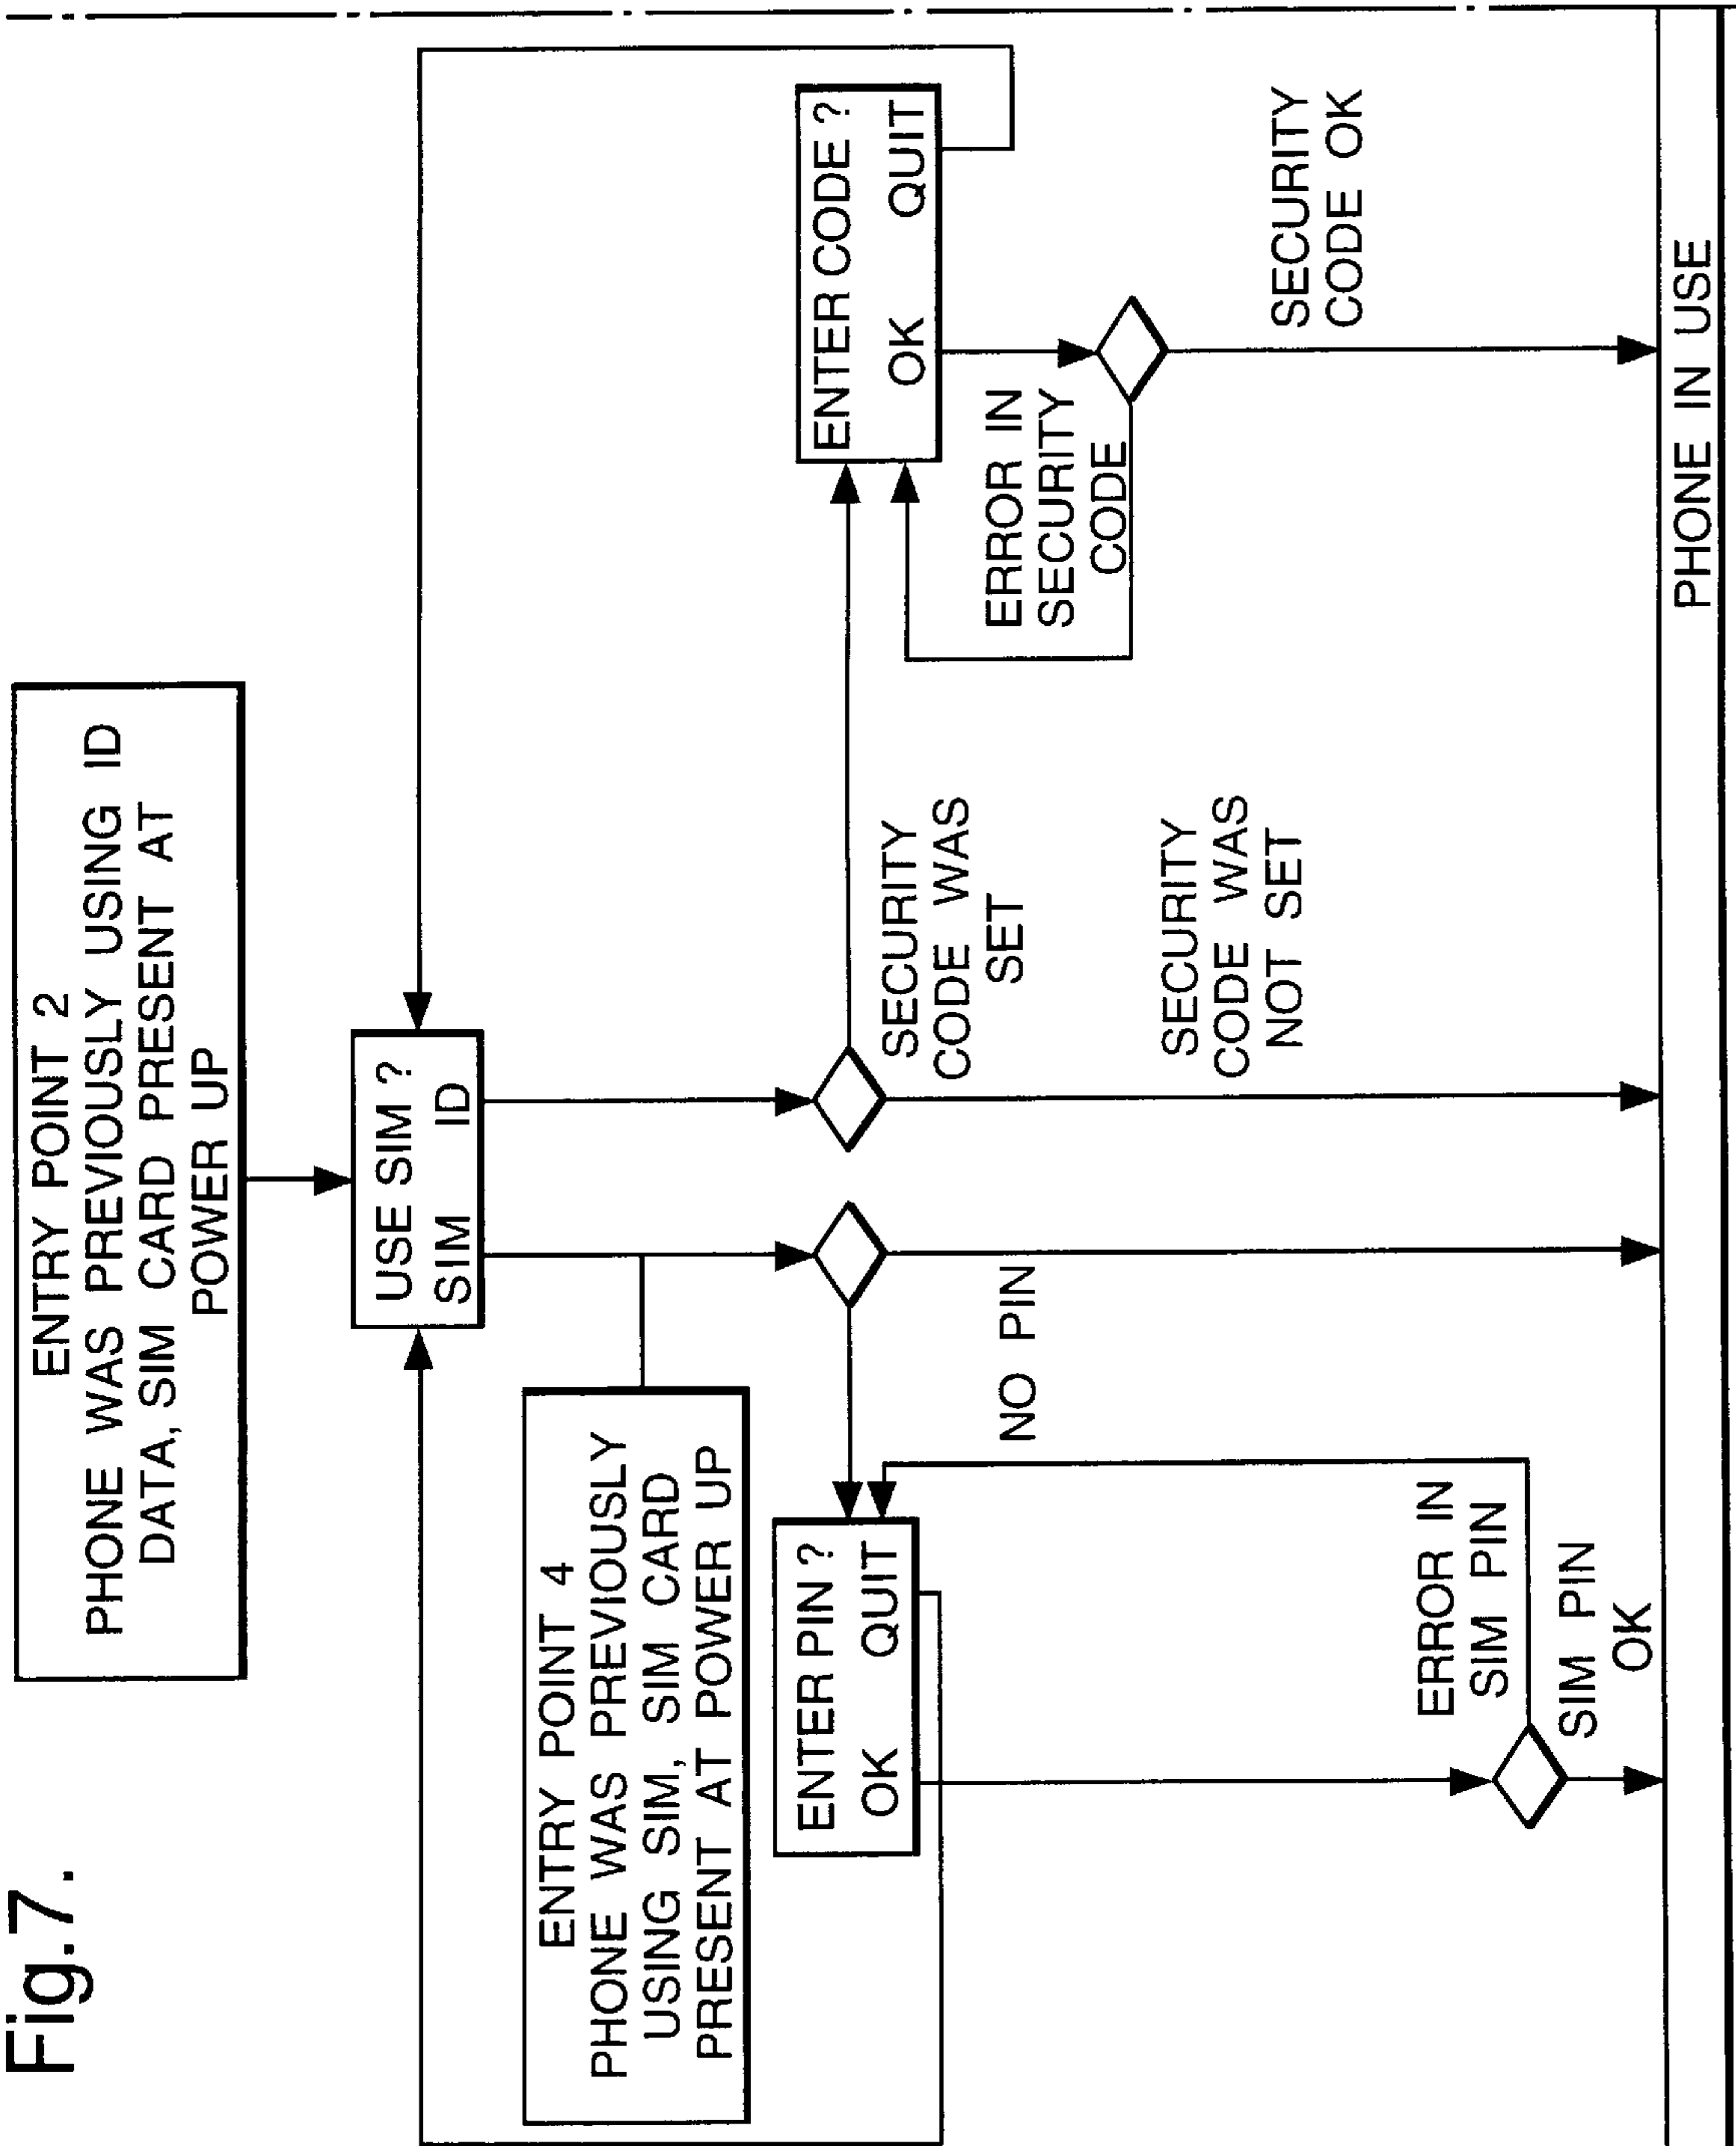 Fig.7.
ENTRY POINT 2
PHONE WAS PREVIOUSLY USING ID
DATA, SIM CARD PRESENT AT
POWER UP
USE SIM ?
SIM ID
ENTRY POINT 4
PHONE WAS PREVIOUSLY
USING SIM, SIM CARD
PRESENT AT POWER UP
ENTER PIN ?
OK QUIT
NO PIN
ERROR IN
SIM PIN
SIM PIN
OK
SECURITY
CODE WAS
SET
SECURITY
CODE WAS
NOT SET
ENTER CODE ?
OK QUIT
ERROR IN
SECURITY
CODE
SECURITY
CODE OK
PHONE IN USE